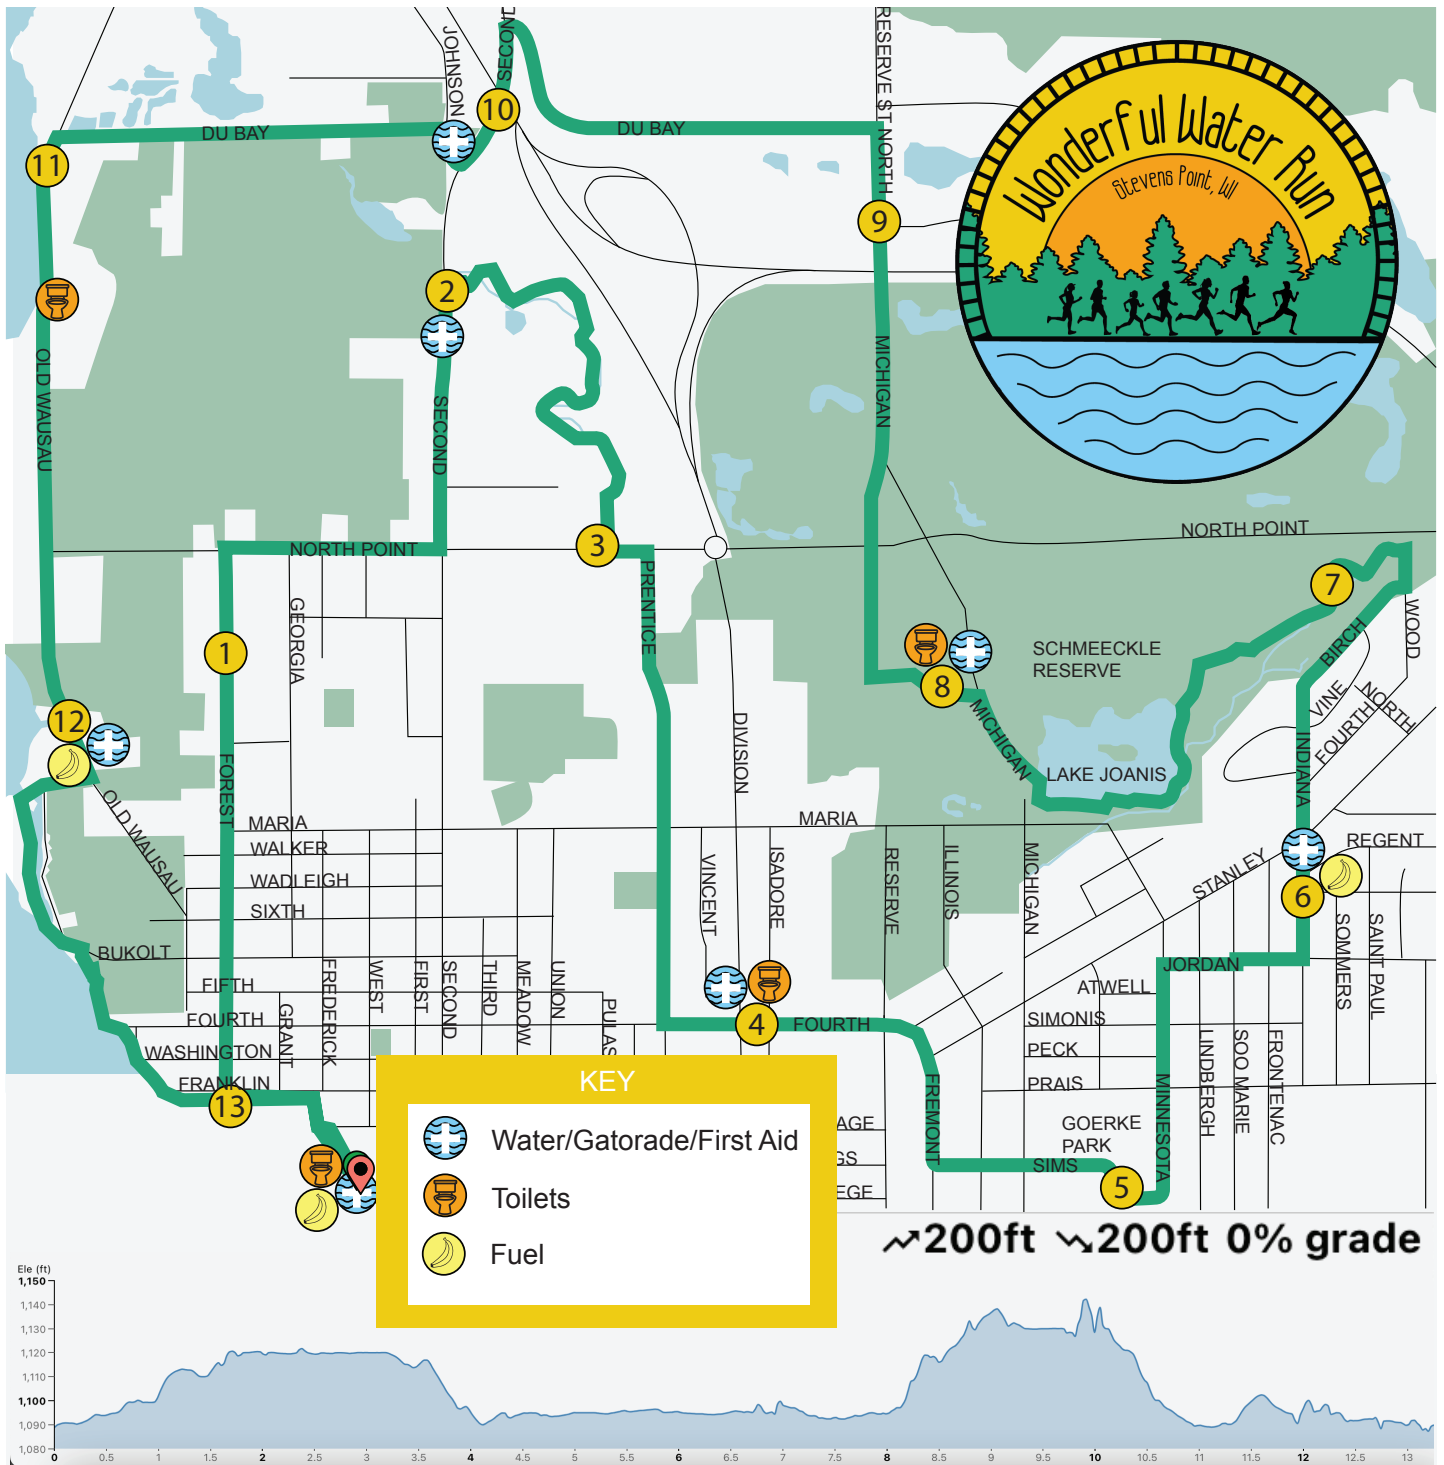 SECOND
JOHNSON
RESERVE ST NORTH
10
DU BAY
DU BAY
11
9
Wonderful Water Run
Stevens Point, WI
2
OLD WAUSAU
SECOND
MICHIGAN
NORTH POINT
3
NORTH POINT
7
PRENTICE
GEORGIA
1
WOOD
BIRCH
SCHMEECKLE
RESERVE
8
MICHIGAN
LAKE JOANIS
VINE
FOURTH
NORTH
INDIANA
12
FOREST
DIVISION
OLD WAUSAU
MARIA
MARIA
WALKER
WADLEIGH
SIXTH
VINCENT
ISADORE
RESERVE
ILLINOIS
MICHIGAN
STANLEY
REGENT
6
SOMMERS
SAINT PAUL
BUKOLT
JORDAN
FIFTH
FREDERICK
WEST
FIRST
SECOND
THIRD
MEADOW
UNION
PULAS
ATWELL
FOURTH
GRANT
4
FOURTH
SIMONIS
WASHINGTON
PECK
FRANKLIN
PRAIS
13
FREMONT
MINNESOTA
LINDBERGH
SOO MARIE
FRONTENAC
GOERKE
PARK
AGE
GS
EGE
SIMS
5
KEY
Water/Gatorade/First Aid
Toilets
Fuel
200ft 200ft 0% grade
Ele (ft)
1,150
1,140
1,130
1,120
1,110
1,100
1,090
1,080
0 0.5 1 1.5 2 2.5 3 3.5 4 4.5 5 5.5 6 6.5 7 7.5 8 8.5 9 9.5 10 10.5 11 11.5 12 12.5 13